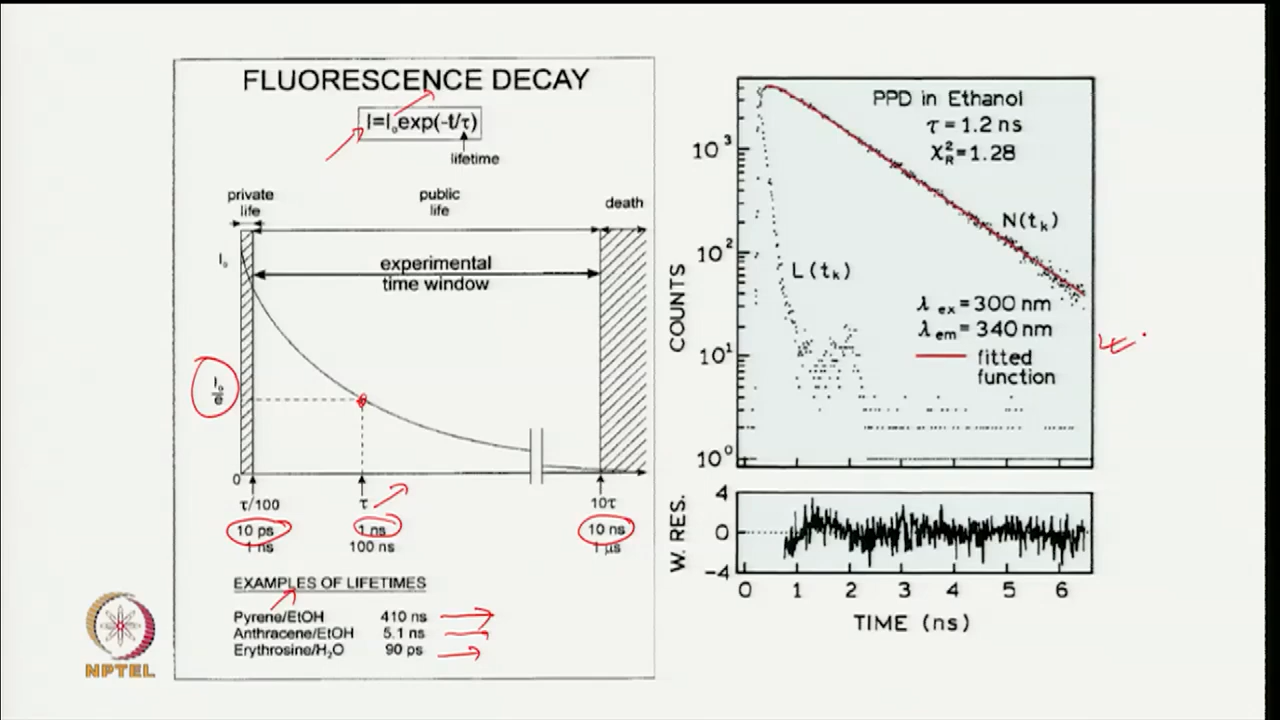 FLUORESCENCE DECAY
I=I₀exp(-t/τ)
lifetime
private
life
public
life
death
I₀
experimental
time window
I₀
e
0
τ/100
τ
10τ
10 ps
1 ns
10 ns
1 ns
100 ns
1 μs
EXAMPLES OF LIFETIMES
Pyrene/EtOH 410 ns
Anthracene/EtOH 5.1 ns
Erythrosine/H₂O 90 ps
NPTEL
PPD in Ethanol
τ = 1.2 ns
χ²R = 1.28
N(tₖ)
L(tₖ)
λ ex = 300 nm
λ em = 340 nm
fitted
function
COUNTS
10³
10²
10¹
10⁰
W. RES.
4
0
-4
0 1 2 3 4 5 6
TIME (ns)